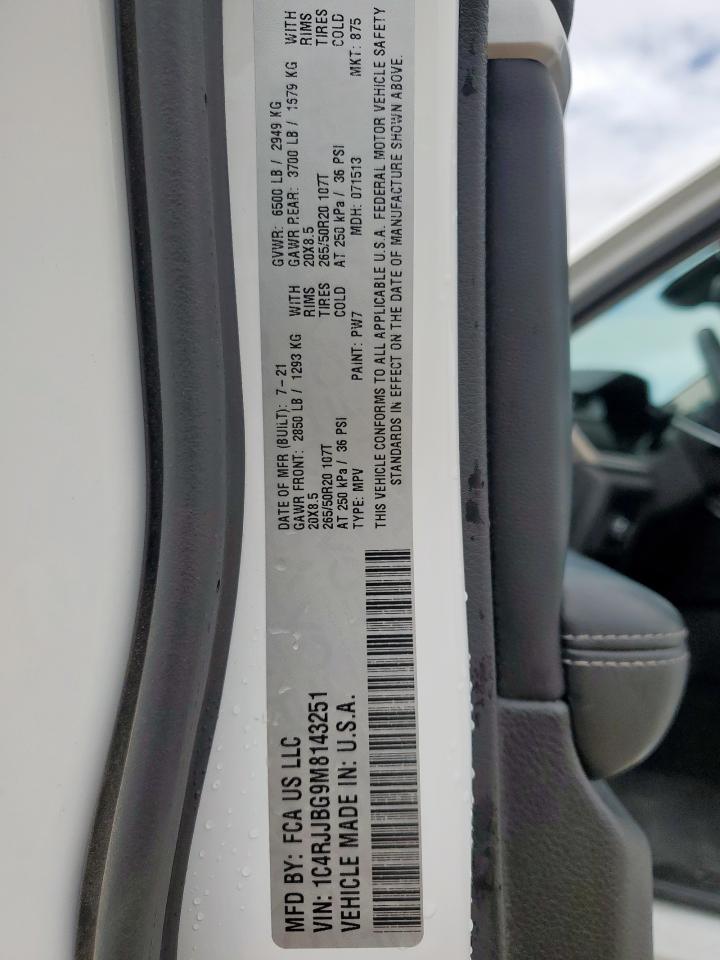 MFD BY: FCA US LLC
VIN: 1C4RJJBG9M8143251
VEHICLE MADE IN: U.S.A.
DATE OF MFR (BUILT): 7-21 GVWR: 6500 LB / 2949 KG
GAWR FRONT: 2850 LB / 1293 KG WITH GAWR REAR: 3700 LB / 1679 KG WITH
20X8.5 RIMS 20X8.5 RIMS
265/50R20 107T TIRES 265/50R20 107T TIRES
AT 250 kPa / 36 PSI COLD AT 250 kPa / 36 PSI COLD
TYPE: MPV PAINT: PW7 MDH: 071513 MKT: 875
THIS VEHICLE CONFORMS TO ALL APPLICABLE U.S.A. FEDERAL MOTOR VEHICLE SAFETY
STANDARDS IN EFFECT ON THE DATE OF MANUFACTURE SHOWN ABOVE.